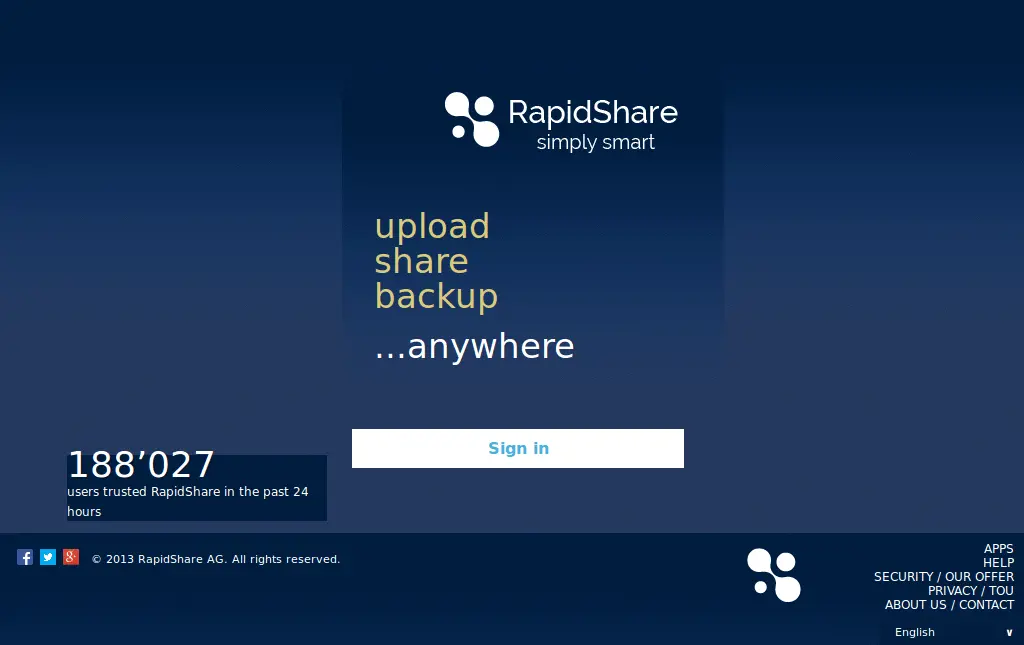 RapidShare
simply smart
upload
share
backup
...anywhere
Sign in
188’027
users trusted RapidShare in the past 24
hours
© 2013 RapidShare AG. All rights reserved.
APPS
HELP
SECURITY / OUR OFFER
PRIVACY / TOU
ABOUT US / CONTACT
English